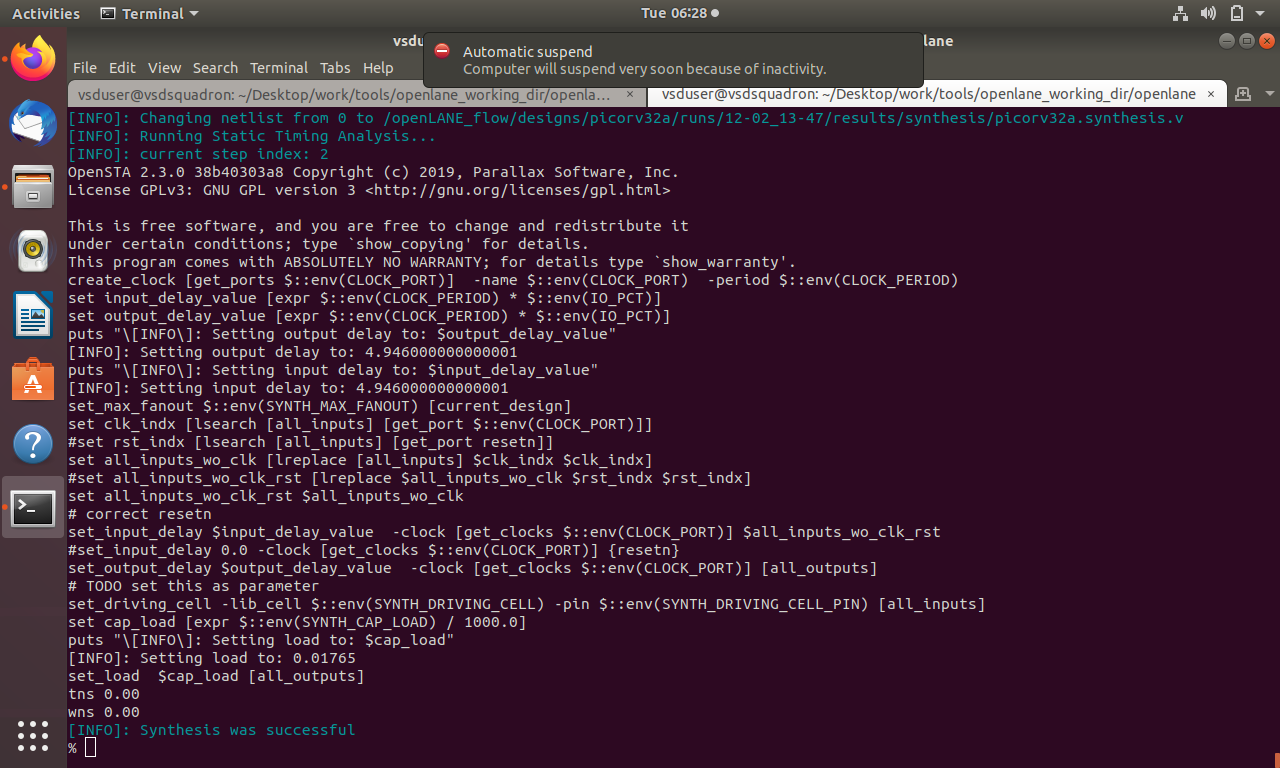 Activities
Terminal
Tue 06:28
vsdu
lane
Automatic suspend
Computer will suspend very soon because of inactivity.
File Edit View Search Terminal Tabs Help
vsduser@vsdsquadron: ~/Desktop/work/tools/openlane_working_dir/openla…
vsduser@vsdsquadron: ~/Desktop/work/tools/openlane_working_dir/openlane
[INFO]: Changing netlist from 0 to /openLANE_flow/designs/picorv32a/runs/12-02_13-47/results/synthesis/picorv32a.synthesis.v
[INFO]: Running Static Timing Analysis...
[INFO]: current step index: 2
OpenSTA 2.3.0 38b40303a8 Copyright (c) 2019, Parallax Software, Inc.
License GPLv3: GNU GPL version 3 <http://gnu.org/licenses/gpl.html>
This is free software, and you are free to change and redistribute it
under certain conditions; type `show_copying' for details.
This program comes with ABSOLUTELY NO WARRANTY; for details type `show_warranty'.
create_clock [get_ports $::env(CLOCK_PORT)]  -name $::env(CLOCK_PORT)  -period $::env(CLOCK_PERIOD)
set input_delay_value [expr $::env(CLOCK_PERIOD) * $::env(IO_PCT)]
set output_delay_value [expr $::env(CLOCK_PERIOD) * $::env(IO_PCT)]
puts "\[INFO\]: Setting output delay to: $output_delay_value"
[INFO]: Setting output delay to: 4.946000000000001
puts "\[INFO\]: Setting input delay to: $input_delay_value"
[INFO]: Setting input delay to: 4.946000000000001
set_max_fanout $::env(SYNTH_MAX_FANOUT) [current_design]
set clk_indx [lsearch [all_inputs] [get_port $::env(CLOCK_PORT)]]
#set rst_indx [lsearch [all_inputs] [get_port resetn]]
set all_inputs_wo_clk [lreplace [all_inputs] $clk_indx $clk_indx]
#set all_inputs_wo_clk_rst [lreplace $all_inputs_wo_clk $rst_indx $rst_indx]
set all_inputs_wo_clk_rst $all_inputs_wo_clk
# correct resetn
set_input_delay $input_delay_value  -clock [get_clocks $::env(CLOCK_PORT)] $all_inputs_wo_clk_rst
#set_input_delay 0.0 -clock [get_clocks $::env(CLOCK_PORT)] {resetn}
set_output_delay $output_delay_value  -clock [get_clocks $::env(CLOCK_PORT)] [all_outputs]
# TODO set this as parameter
set_driving_cell -lib_cell $::env(SYNTH_DRIVING_CELL) -pin $::env(SYNTH_DRIVING_CELL_PIN) [all_inputs]
set cap_load [expr $::env(SYNTH_CAP_LOAD) / 1000.0]
puts "\[INFO\]: Setting load to: $cap_load"
[INFO]: Setting load to: 0.01765
set_load  $cap_load [all_outputs]
tns 0.00
wns 0.00
[INFO]: Synthesis was successful
%